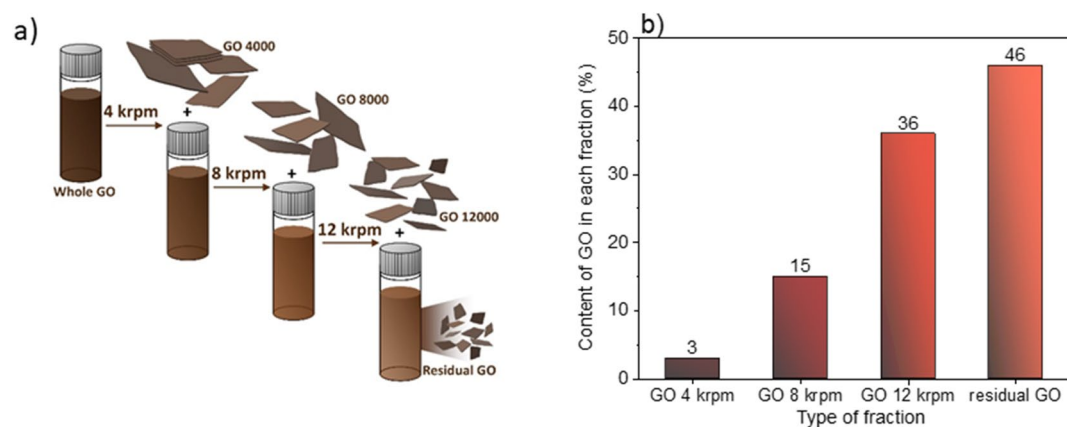 a)
GO 4000
+
4 krpm
Whole GO
GO 8000
+
8 krpm
GO 12000
+
12 krpm
Residual GO
b)
Content of GO in each fraction (%)
50
40
30
20
10
0
3
15
36
46
GO 4 krpm GO 8 krpm GO 12 krpm residual GO
Type of fraction